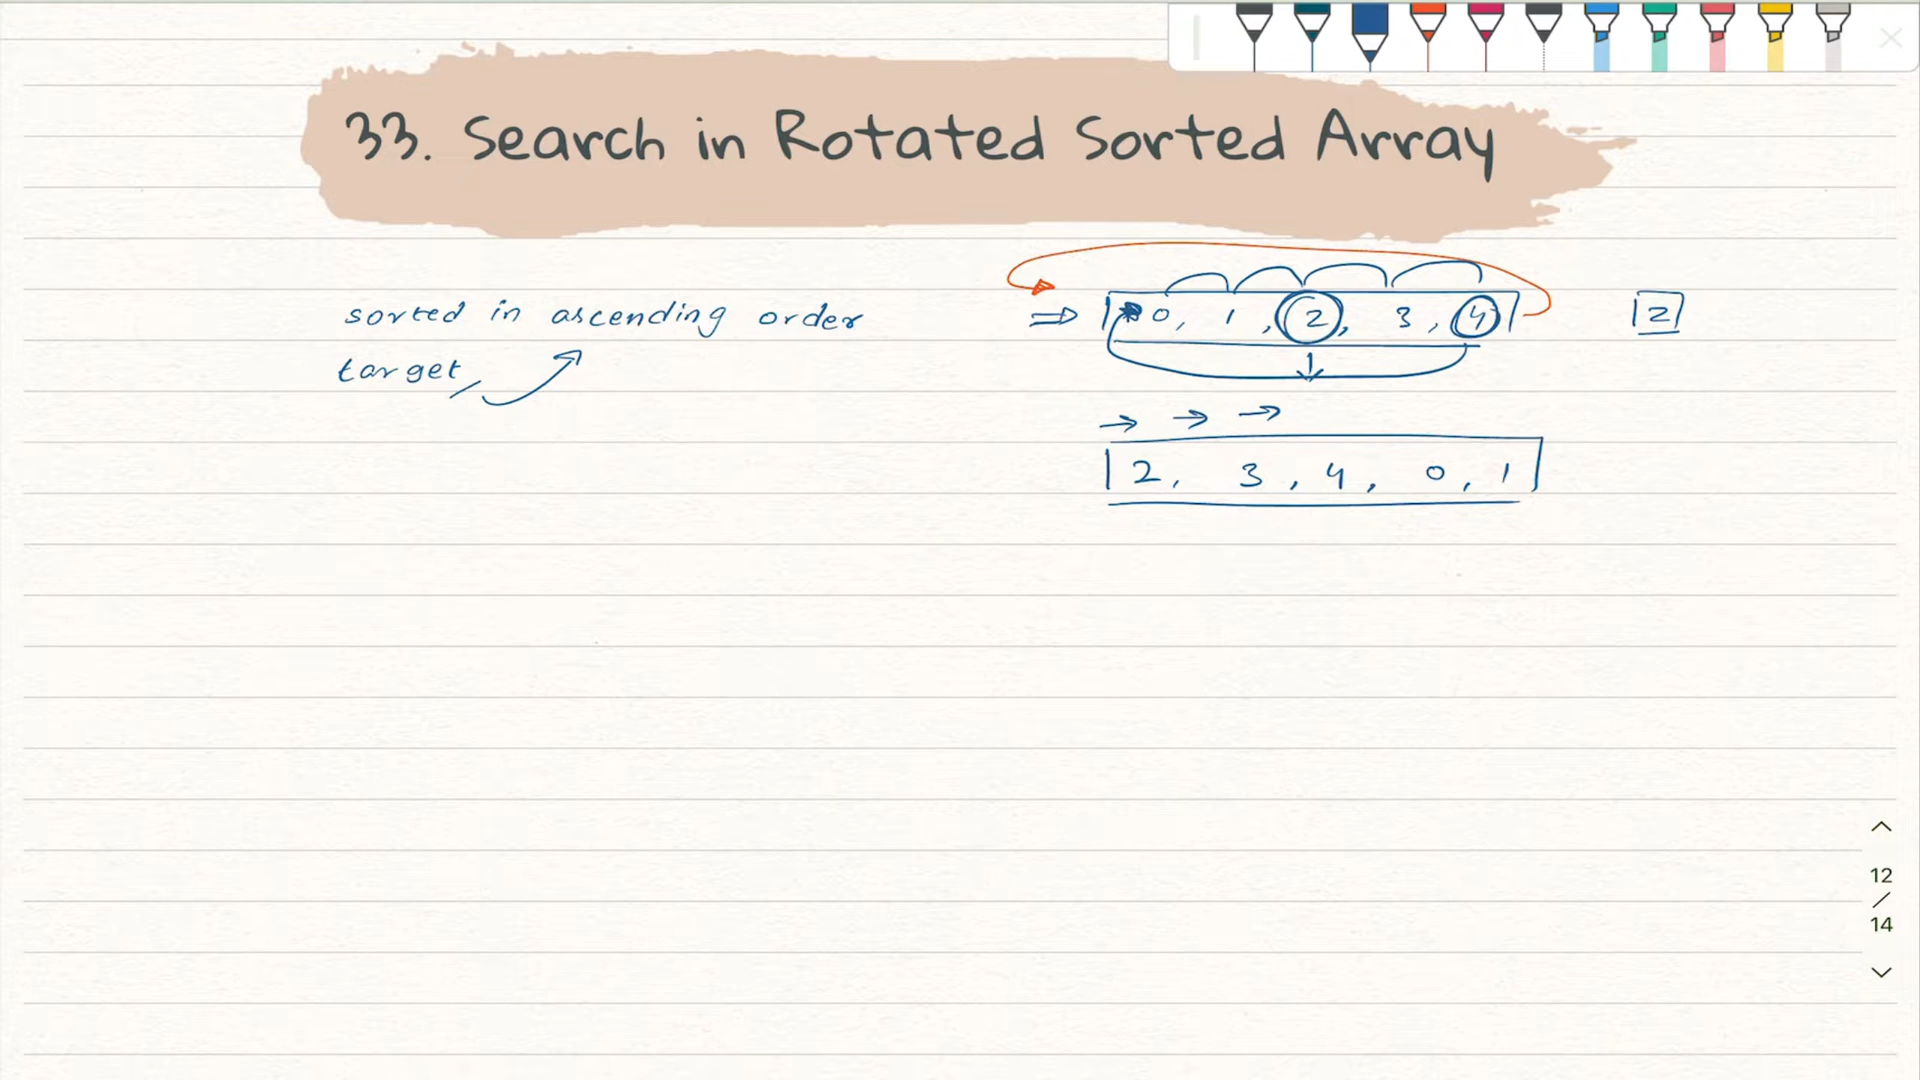 33. Search in Rotated Sorted Array
sorted in ascending order
target
0, 1, 2, 3, 4
2
2, 3, 4, 0, 1
12
/
14